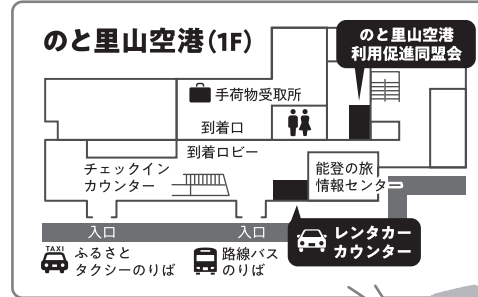 のと里山空港(1F)
のと里山空港
利用促進同盟会
手荷物受取所
到着口
到着ロビー
チェックイン
カウンター
能登の旅
情報センター
入口
入口
レンタカー
カウンター
TAXI
ふるさと
タクシーのりば
路線バス
のりば